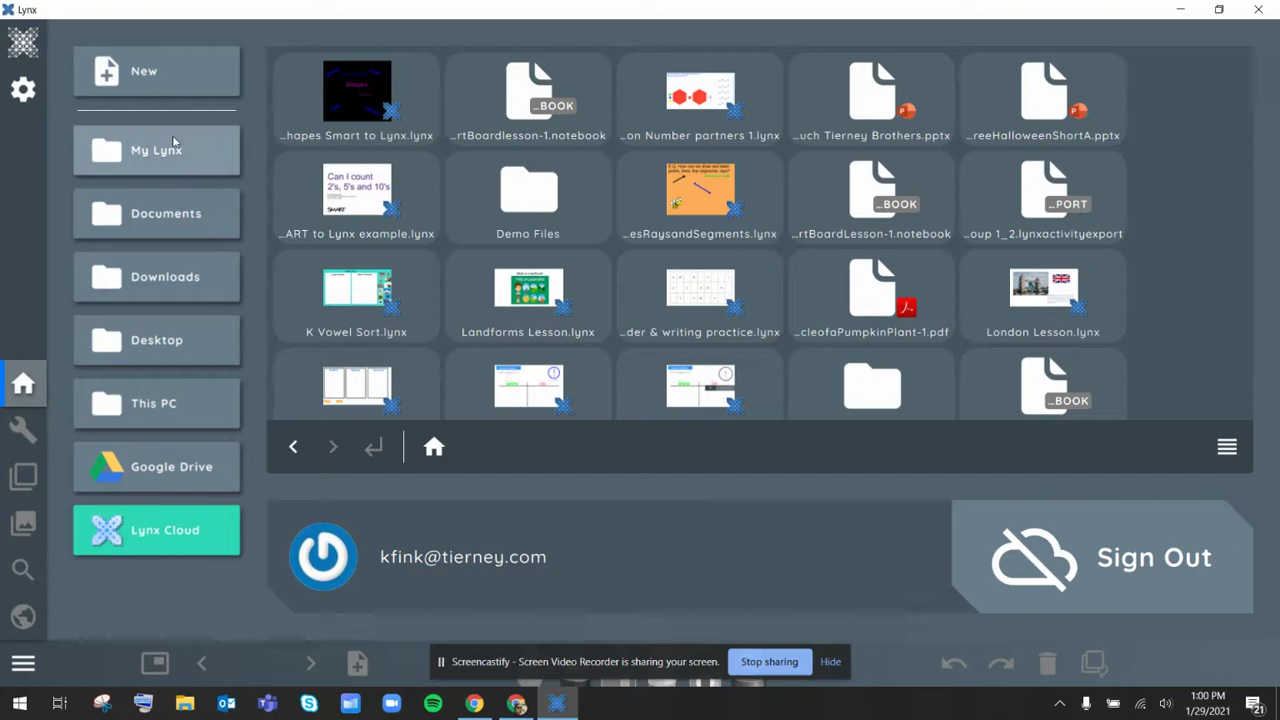 Lynx
New
My Lynx
Documents
Downloads
Desktop
This PC
Google Drive
Lynx Cloud
Shapes
...hapes Smart to Lynx.lynx
...BOOK
...rtBoardlesson-1.notebook
...on Number partners 1.lynx
...uch Tierney Brothers.pptx
...reeHalloweenShortA.pptx
Can I count
2's, 5's and 10's
SMART
...ART to Lynx example.lynx
Demo Files
...esRaysandSegments.lynx
...BOOK
...rtBoardLesson-1.notebook
...PORT
...oup 1_2.lynxactivityexport
K Vowel Sort.lynx
Landforms Lesson.lynx
...der & writing practice.lynx
...cleofaPumpkinPlant-1.pdf
London Lesson.lynx
...BOOK
kfink@tierney.com
Sign Out
Screencastify - Screen Video Recorder is sharing your screen.
Stop sharing
Hide
1:00 PM
1/29/2021
21